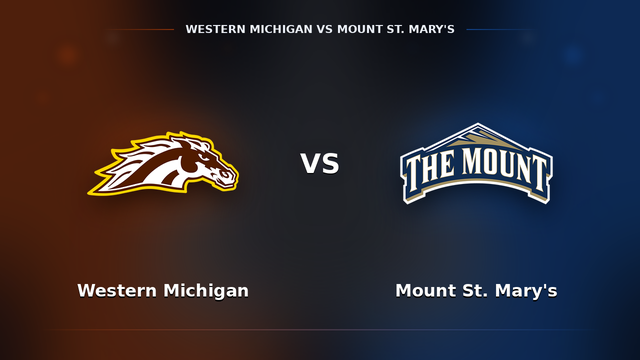 WESTERN MICHIGAN VS MOUNT ST. MARY'S
THE MOUNT
VS
Western Michigan
Mount St. Mary's